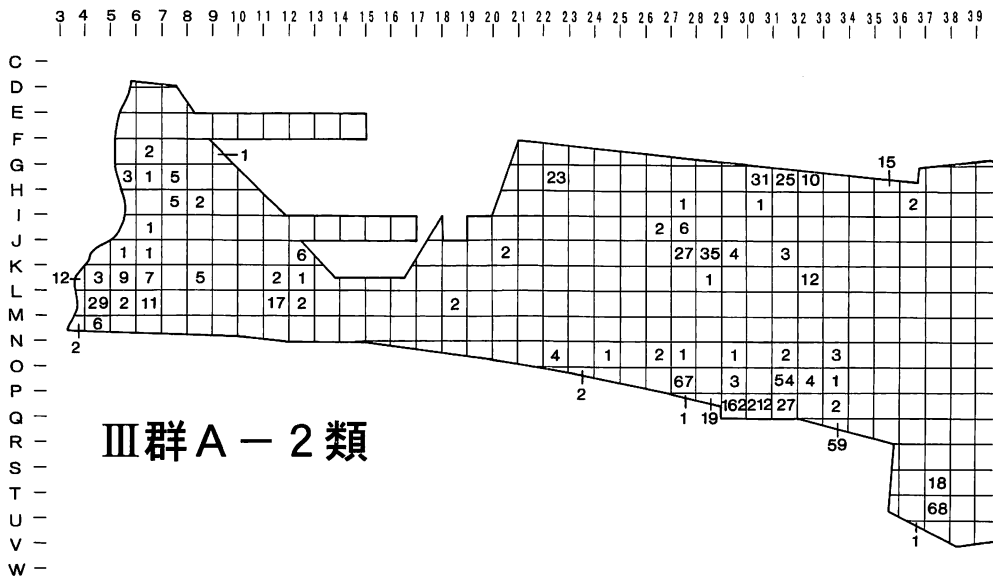 3 4 5 6 7 8 9 10 11 12 13 14 15 16 17 18 19 20 21 22 23 24 25 26 27 28 29 30 31 32 33 34 35 36 37 38 39
C
D
E
F
2 1 15
G
3 1 5 23 31 25 10
H
5 2 1 1 2
I
1 2 6
J
1 1 6 2 27 35 4 3
K
12 3 9 7 5 2 1 1 12
L
29 2 11 17 2 2
M
6
N
2 4 1 2 1 1 2 3
O
67 3 54 4 1
P
2 162 212 27 2
Q
1 19
R
59
III群A－2類
S
18
T
68
U
1
V
W